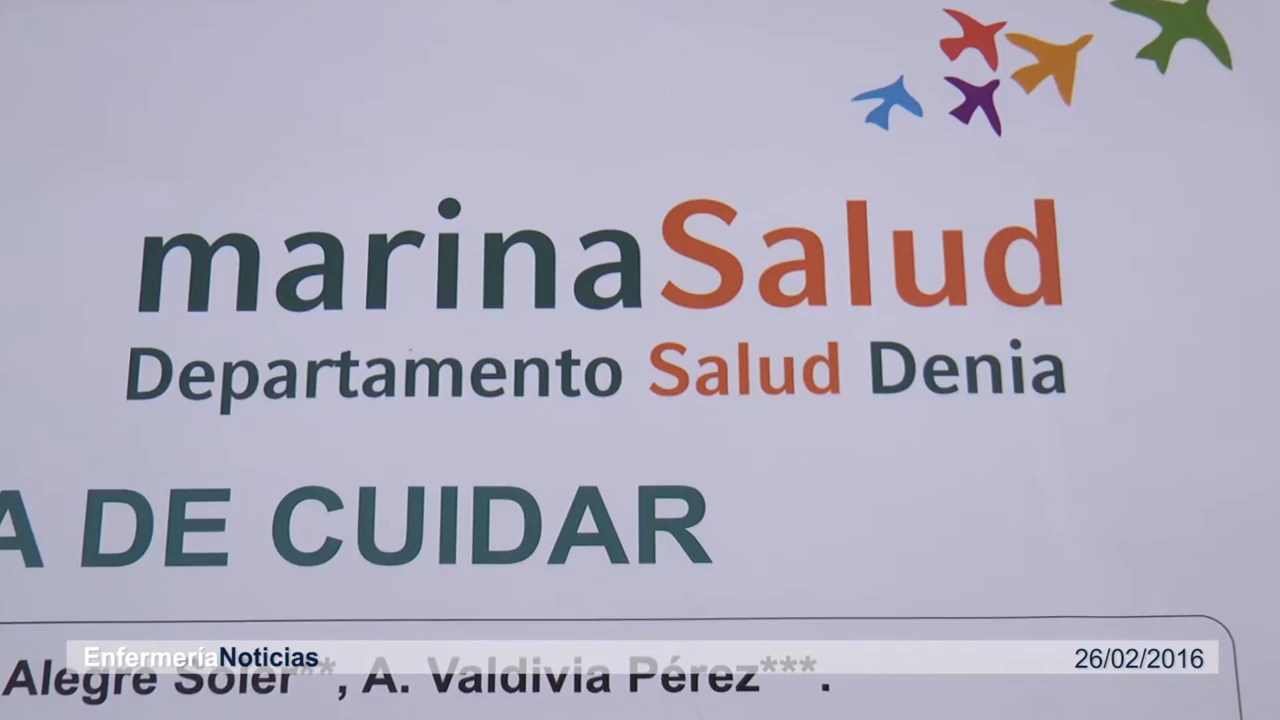 marinaSalud
Departamento Salud Denia
A DE CUIDAR
EnfermeríaNoticias
26/02/2016
Alegre Soler**, A. Valdivia Pérez***.